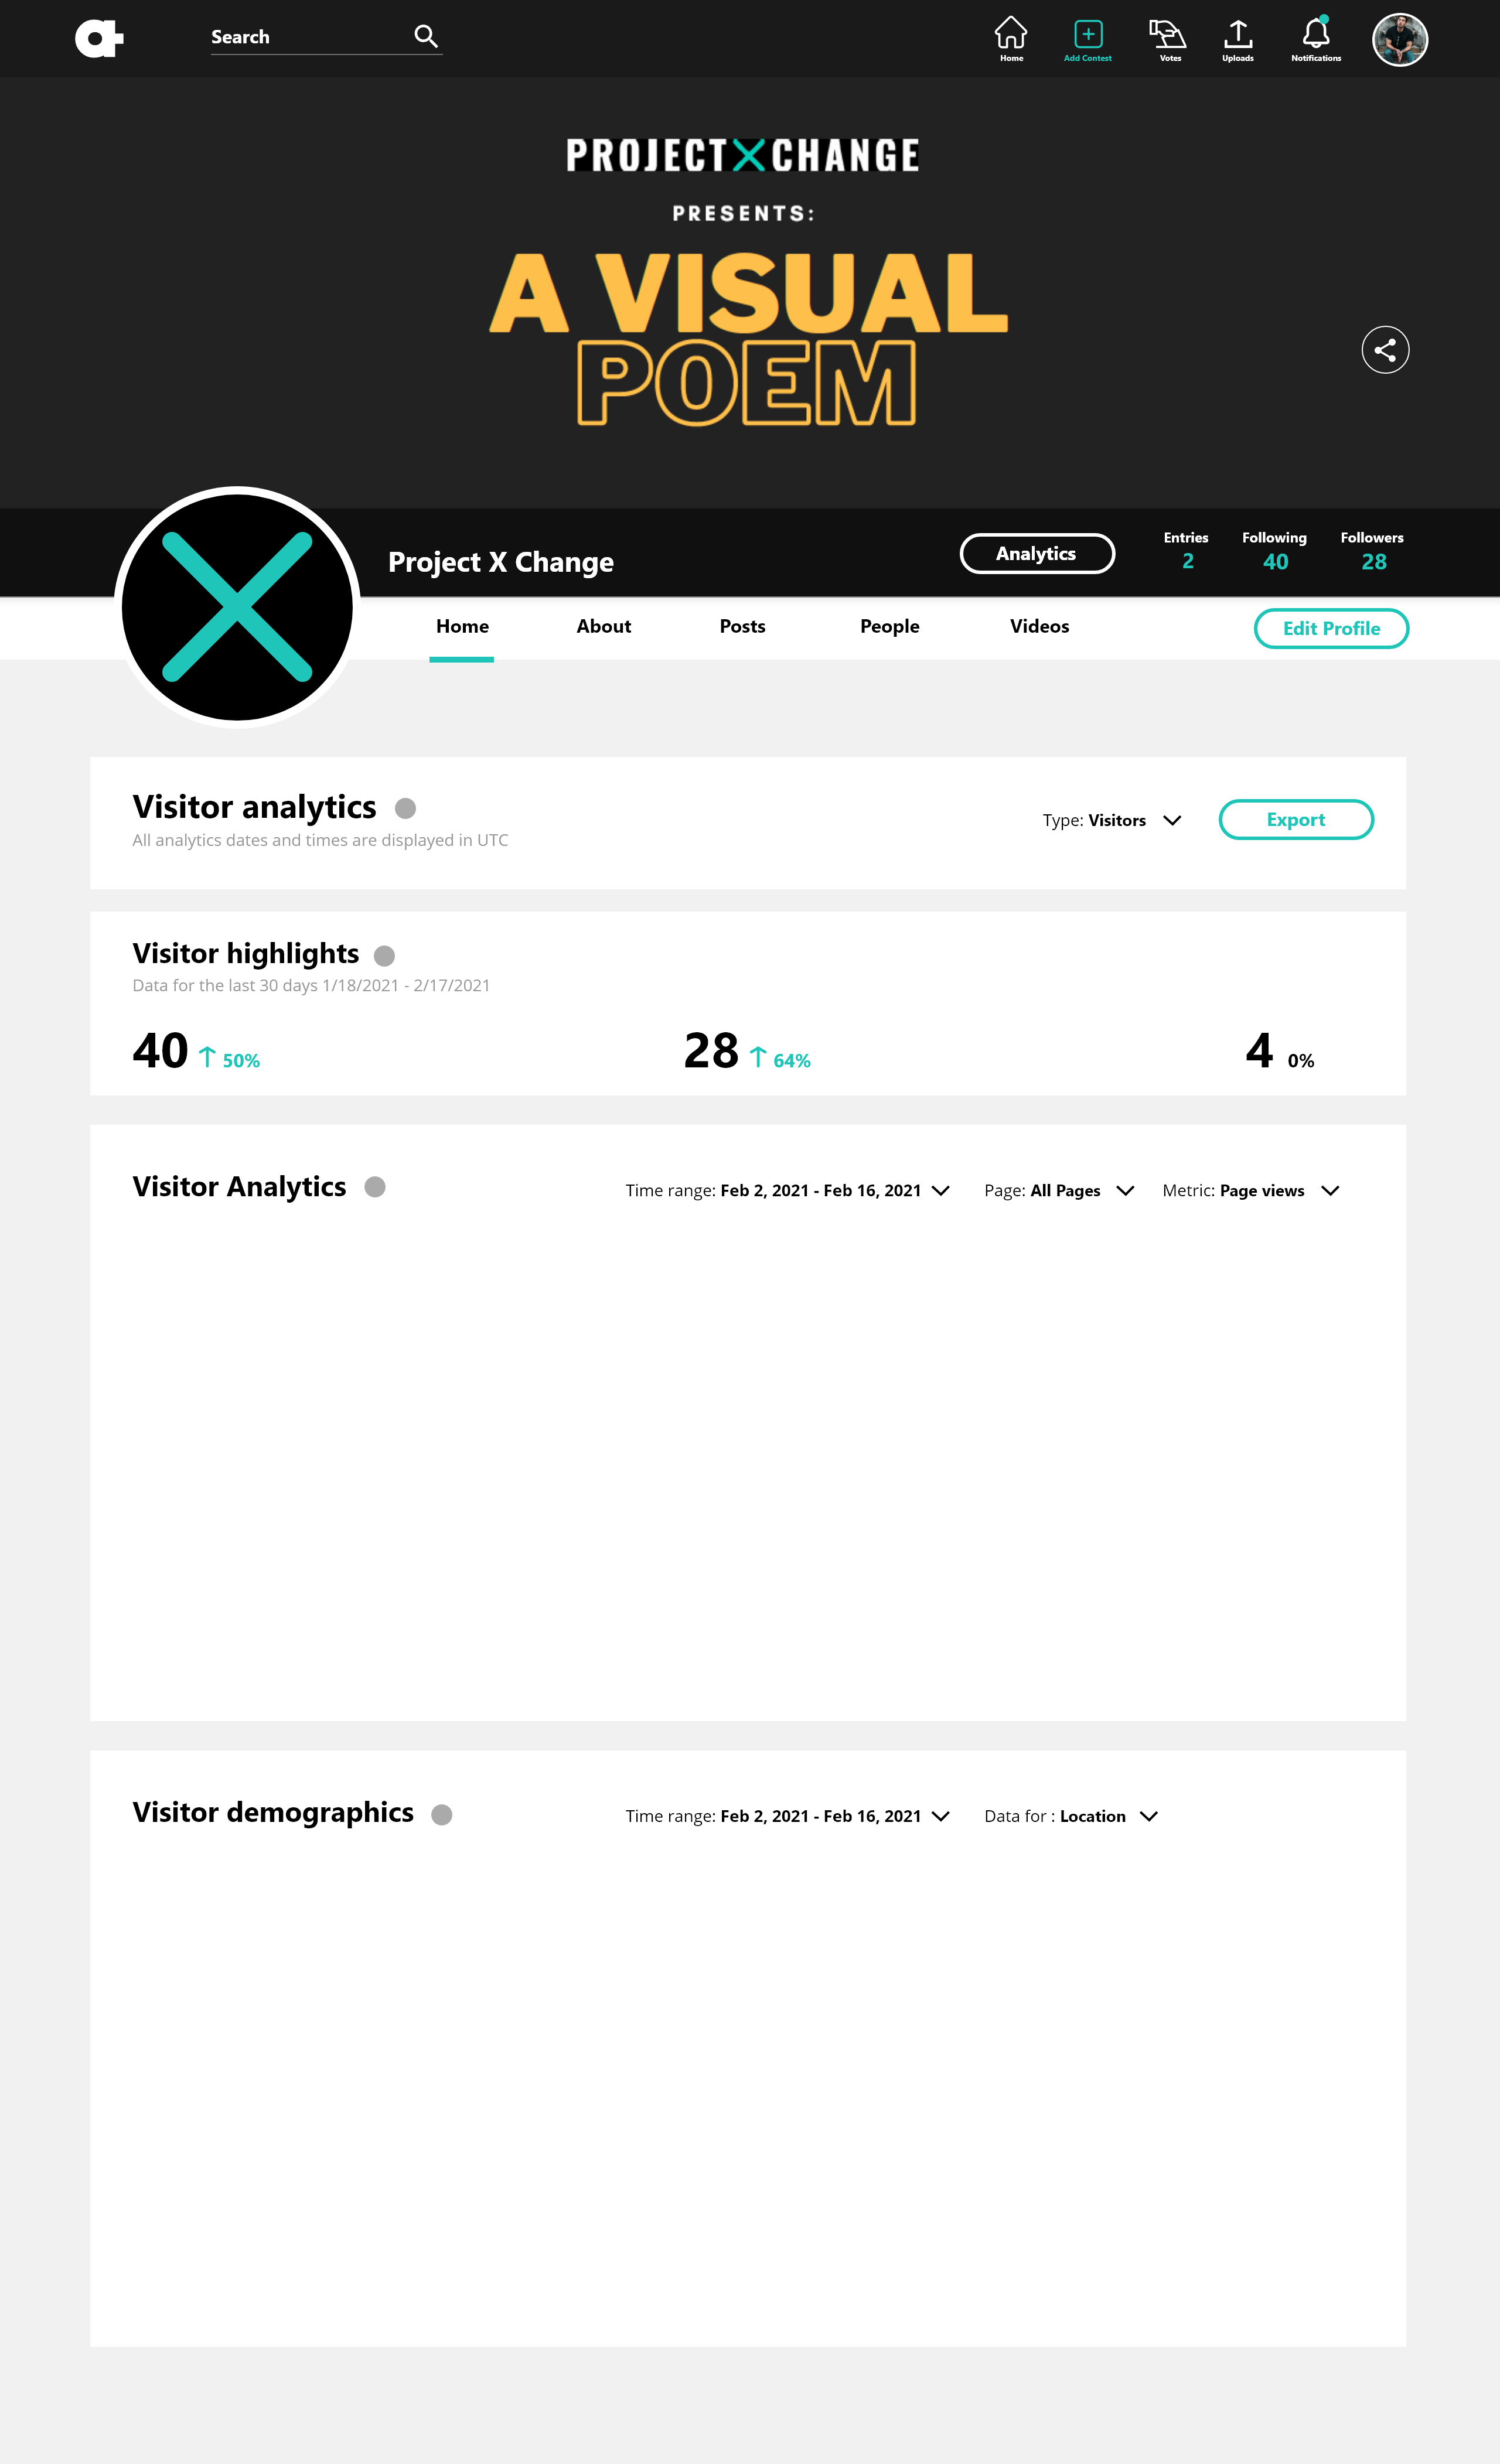 Search
Home
Add Contest
Votes
Uploads
Notifications
PROJECTXCHANGE
PRESENTS:
A VISUAL
POEM
Project X Change
Analytics
Entries
2
Following
40
Followers
28
Home
About
Posts
People
Videos
Edit Profile
Visitor analytics
All analytics dates and times are displayed in UTC
Type: Visitors
Export
Visitor highlights
Data for the last 30 days 1/18/2021 - 2/17/2021
40 ↑ 50%
28 ↑ 64%
4 0%
Visitor Analytics
Time range: Feb 2, 2021 - Feb 16, 2021
Page: All Pages
Metric: Page views
Visitor demographics
Time range: Feb 2, 2021 - Feb 16, 2021
Data for : Location